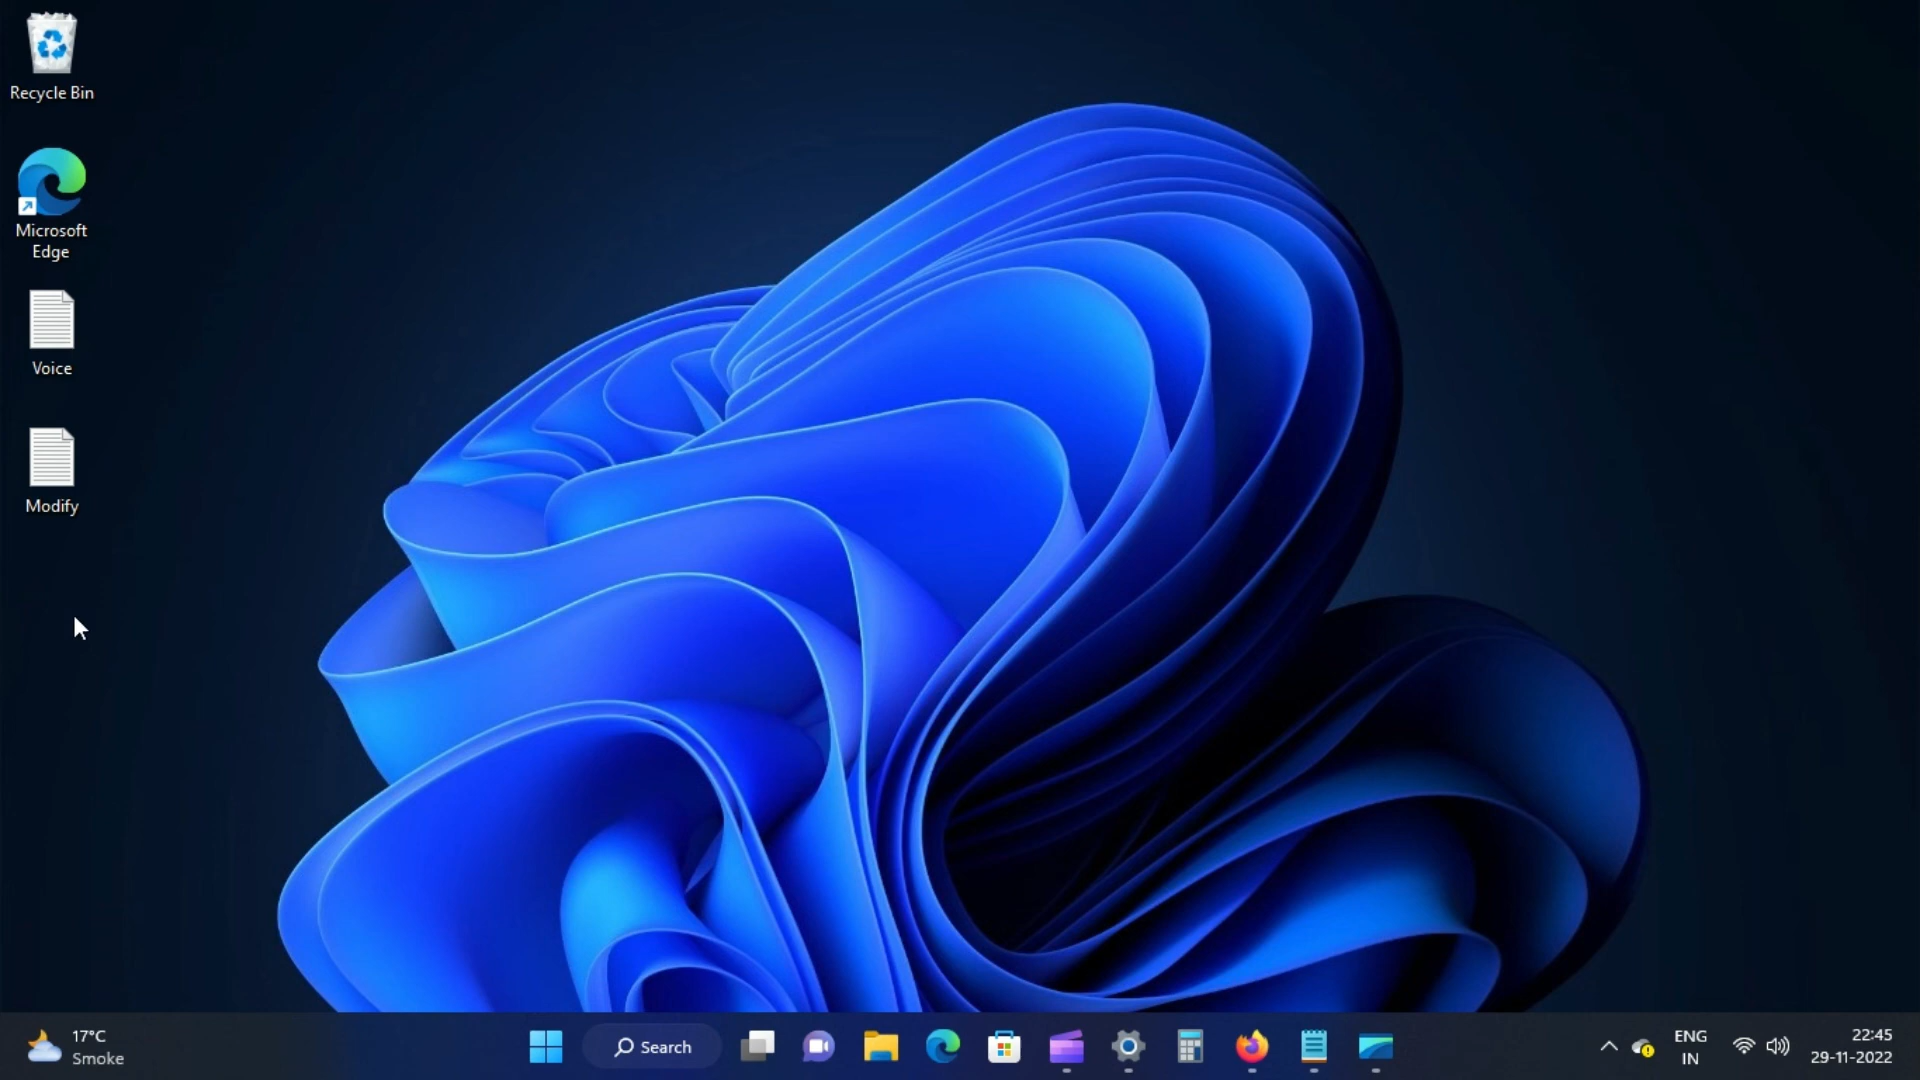 Recycle Bin
Microsoft
Edge
Voice
Modify
17°C
Smoke
Search
ENG
IN
22:45
29-11-2022